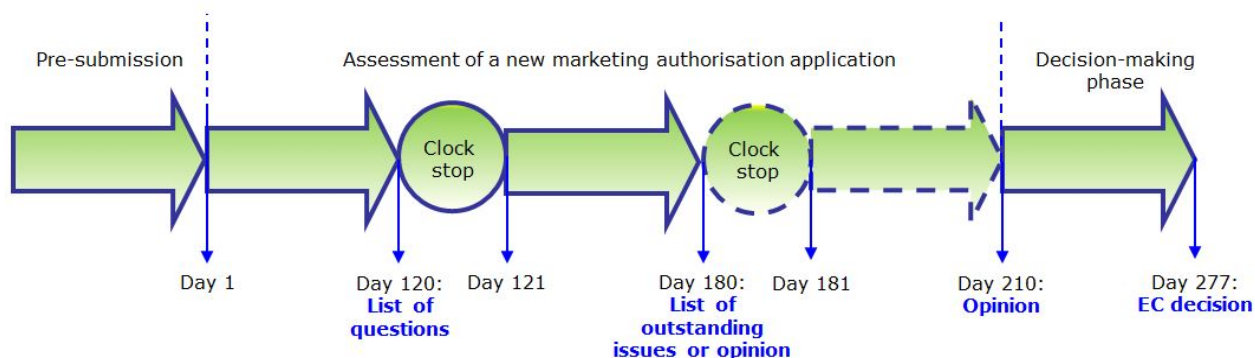 Pre-submission
Assessment of a new marketing authorisation application
Decision-making
phase
Clock
stop
Clock
stop
Day 1
Day 120:
List of
questions
Day 121
Day 180:
List of
outstanding
issues or opinion
Day 181
Day 210:
Opinion
Day 277:
EC decision